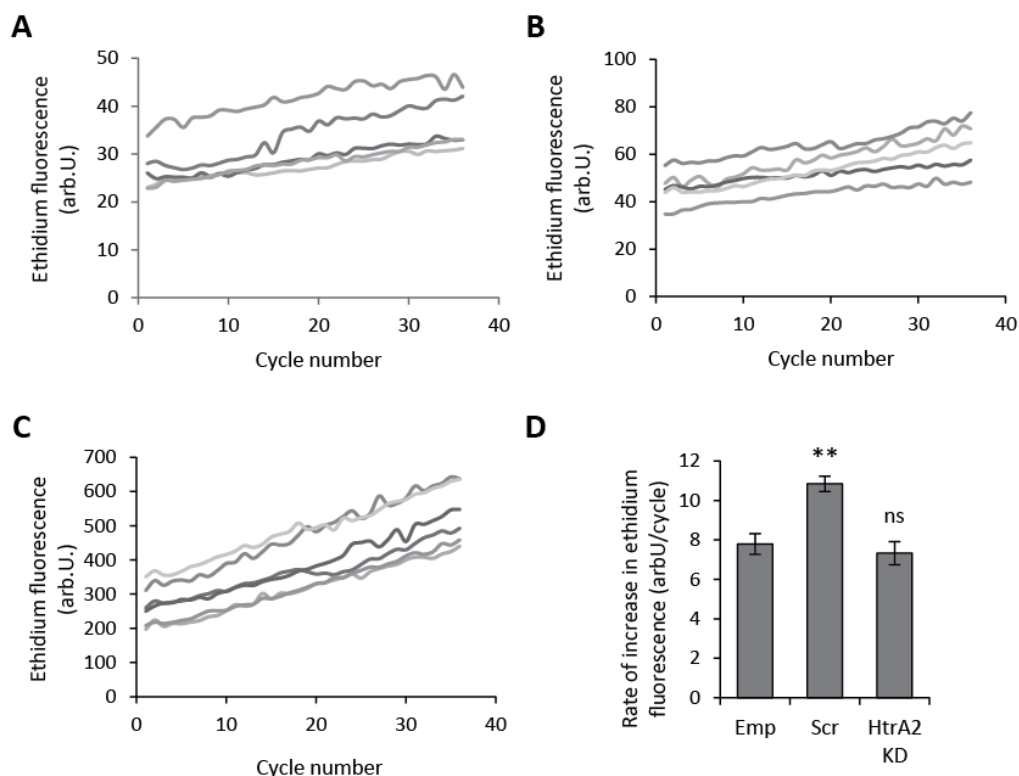 A
Ethidium fluorescence
(arb.U.)
50
40
30
20
10
0
0 10 20 30 40
Cycle number
B
Ethidium fluorescence
(arb.U.)
100
80
60
40
20
0
0 10 20 30 40
Cycle number
C
Ethidium fluorescence
(arb.U.)
700
600
500
400
300
200
100
0
0 10 20 30 40
Cycle number
D
Rate of increase in ethidium
fluorescence (arbU/cycle)
12
10
8
6
4
2
0
**
ns
Emp Scr HtrA2
KD